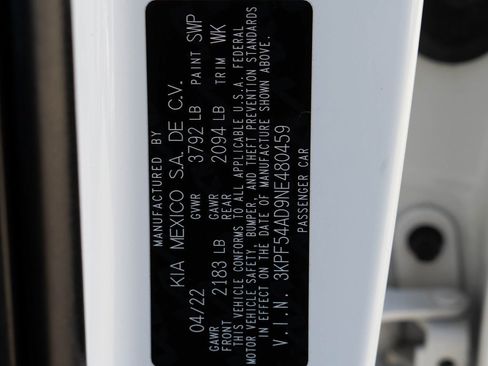 MANUFACTURED BY
KIA MEXICO S.A. DE C.V.
04/22 GVWR 3792 LB PAINT SWP
GAWR FRONT 2183 LB GAWR REAR 2094 LB TRIM WK
THIS VEHICLE CONFORMS TO ALL APPLICABLE U.S.A. FEDERAL
MOTOR VEHICLE SAFETY, BUMPER, AND THEFT PREVENTION STANDARDS
IN EFFECT ON THE DATE OF MANUFACTURE SHOWN ABOVE.
V.I.N. 3KPF54AD9NE480459
PASSENGER CAR